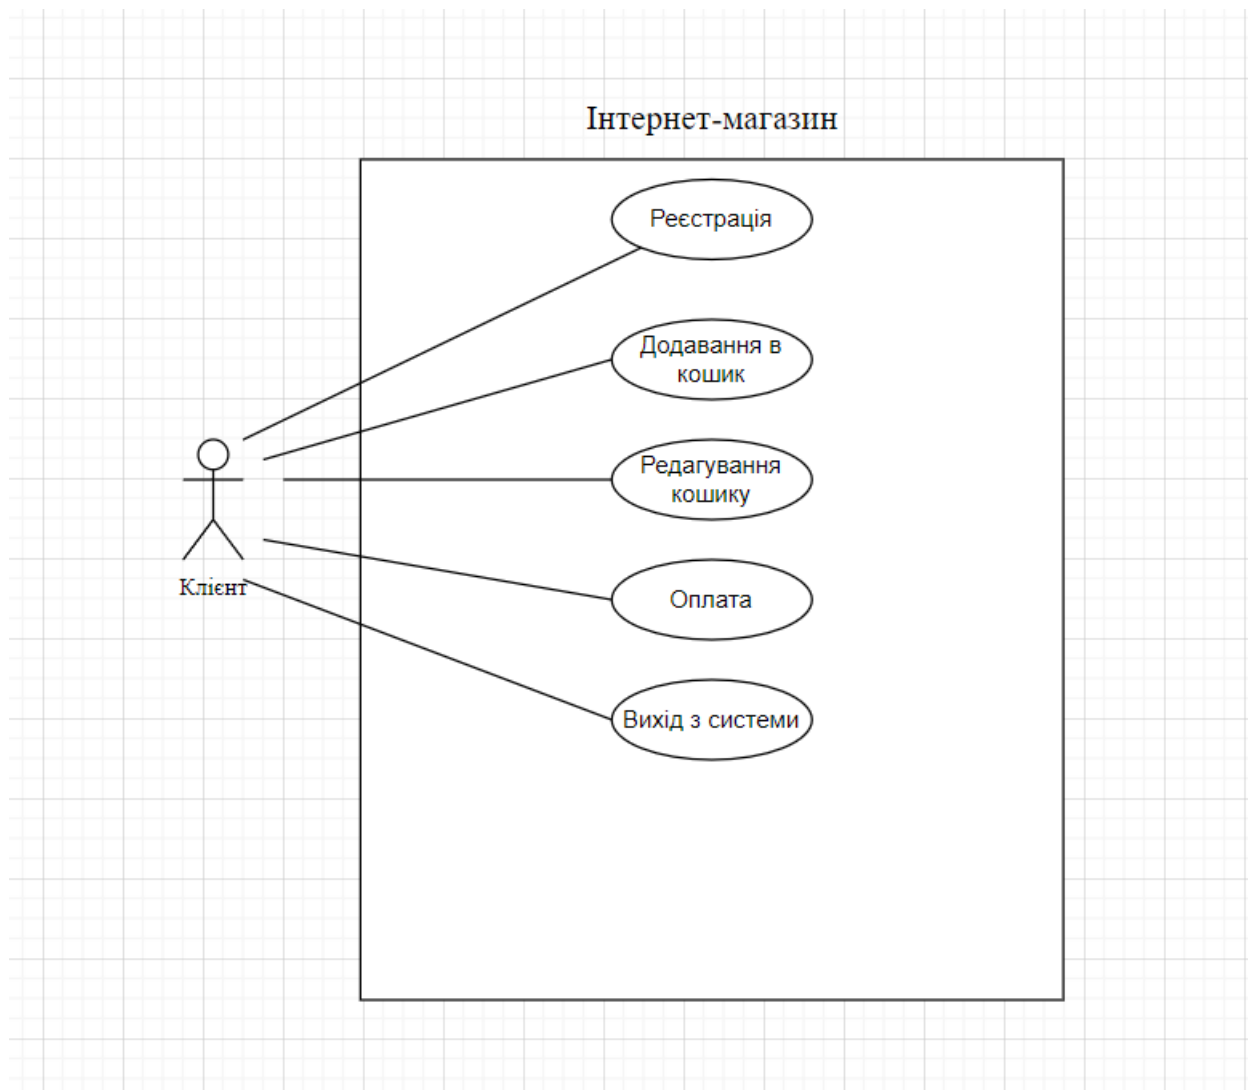 Інтернет-магазин
Реєстрація
Додавання в
кошик
Редагування
кошику
Оплата
Клієнт
Вихід з системи